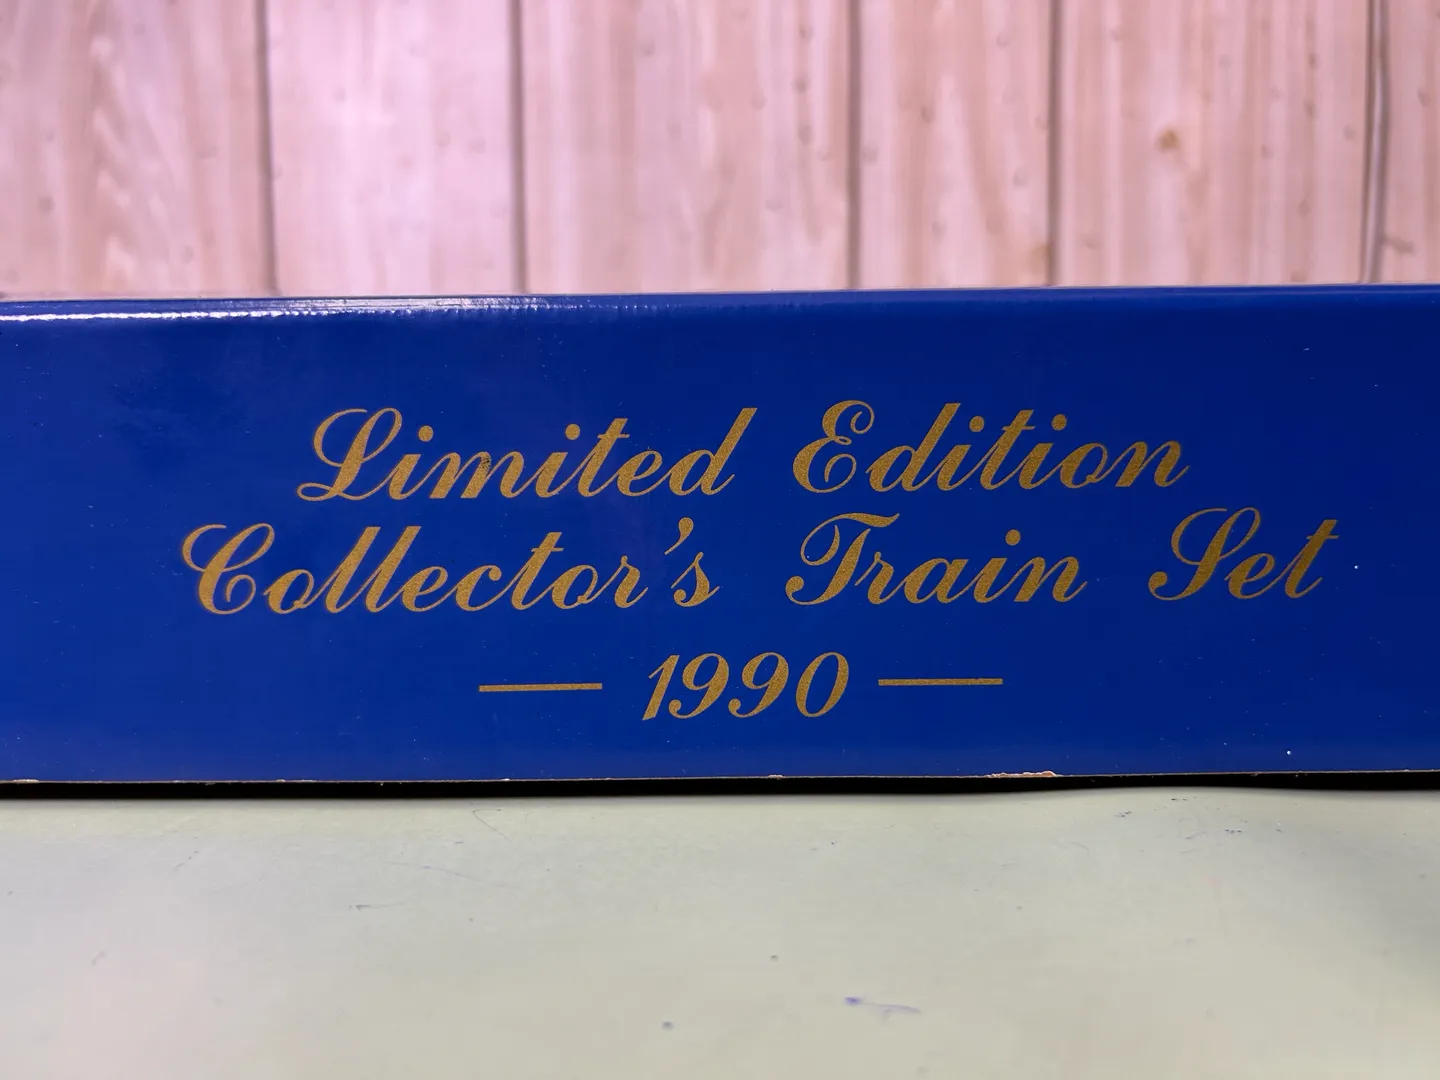 Limited Edition
Collector's Train Set
— 1990 —